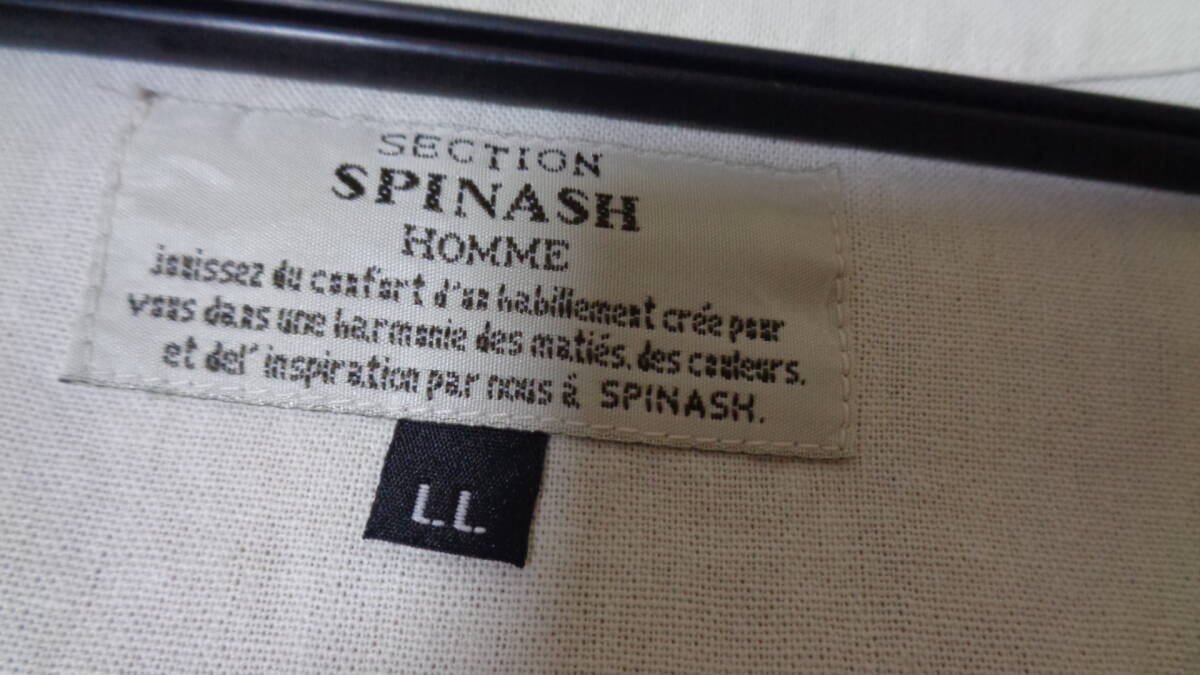 SECTION
SPINASH
HOMME
jouissez du confort d'un habillement crée pour
vous dans une harmonie des matiés. des couleurs.
et del' inspiration par nous à SPINASH.
LL